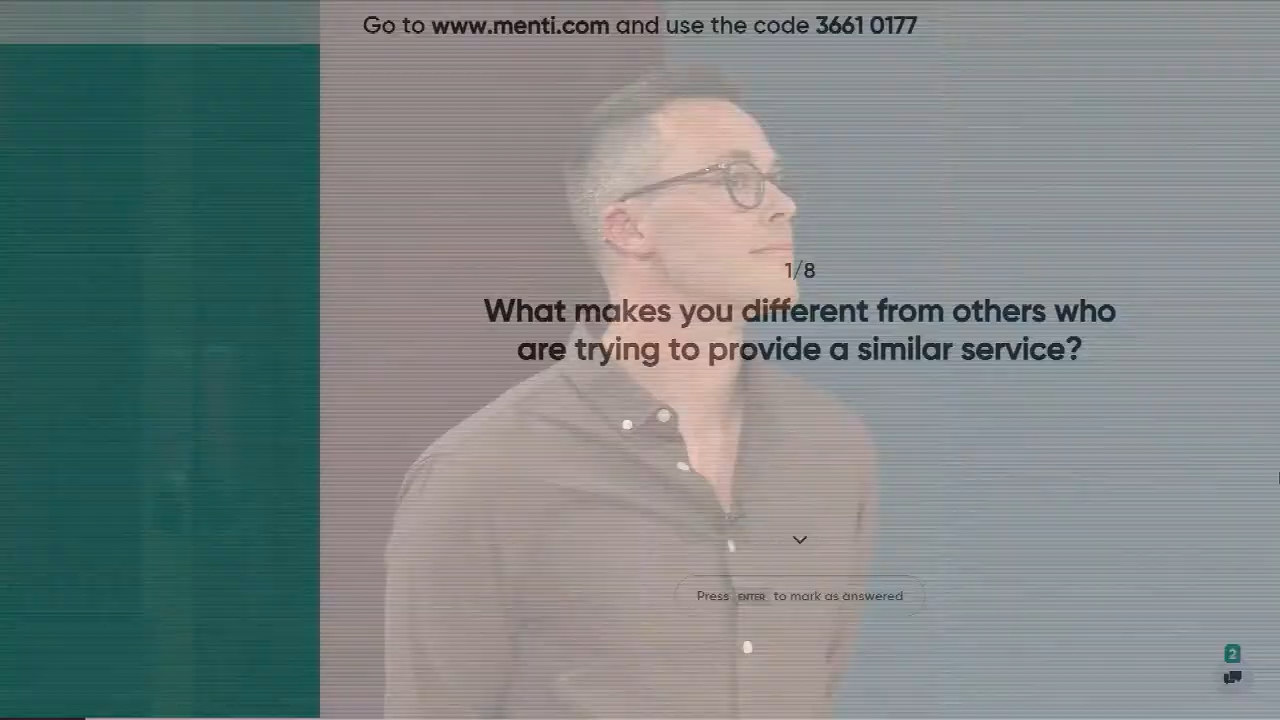 Go to www.menti.com and use the code 3661 0177
1/8
What makes you different from others who
are trying to provide a similar service?
Press ENTER to mark as answered
2